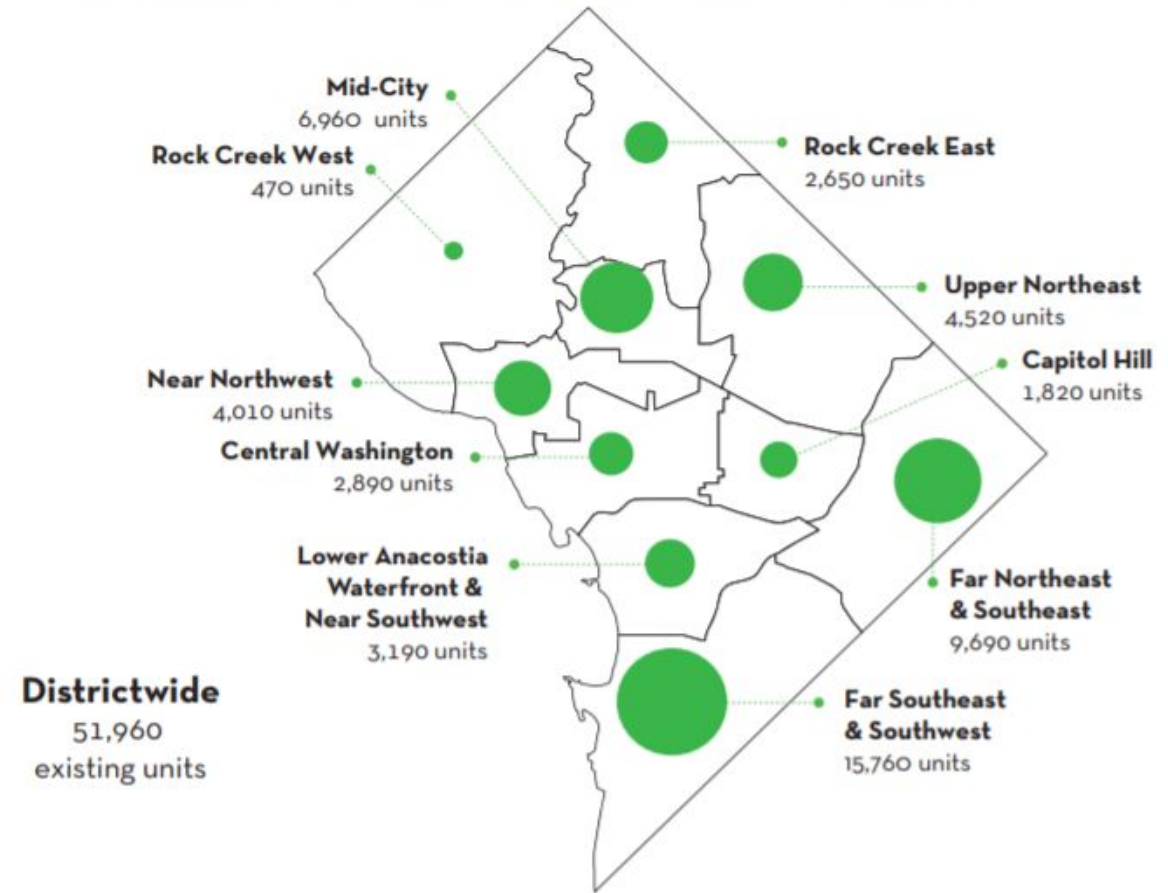 Mid-City
6,960 units
Rock Creek West
470 units
Rock Creek East
2,650 units
Upper Northeast
4,520 units
Capitol Hill
1,820 units
Near Northwest
4,010 units
Central Washington
2,890 units
Lower Anacostia
Waterfront &
Near Southwest
3,190 units
Far Northeast
& Southeast
9,690 units
Far Southeast
& Southwest
15,760 units
Districtwide
51,960
existing units